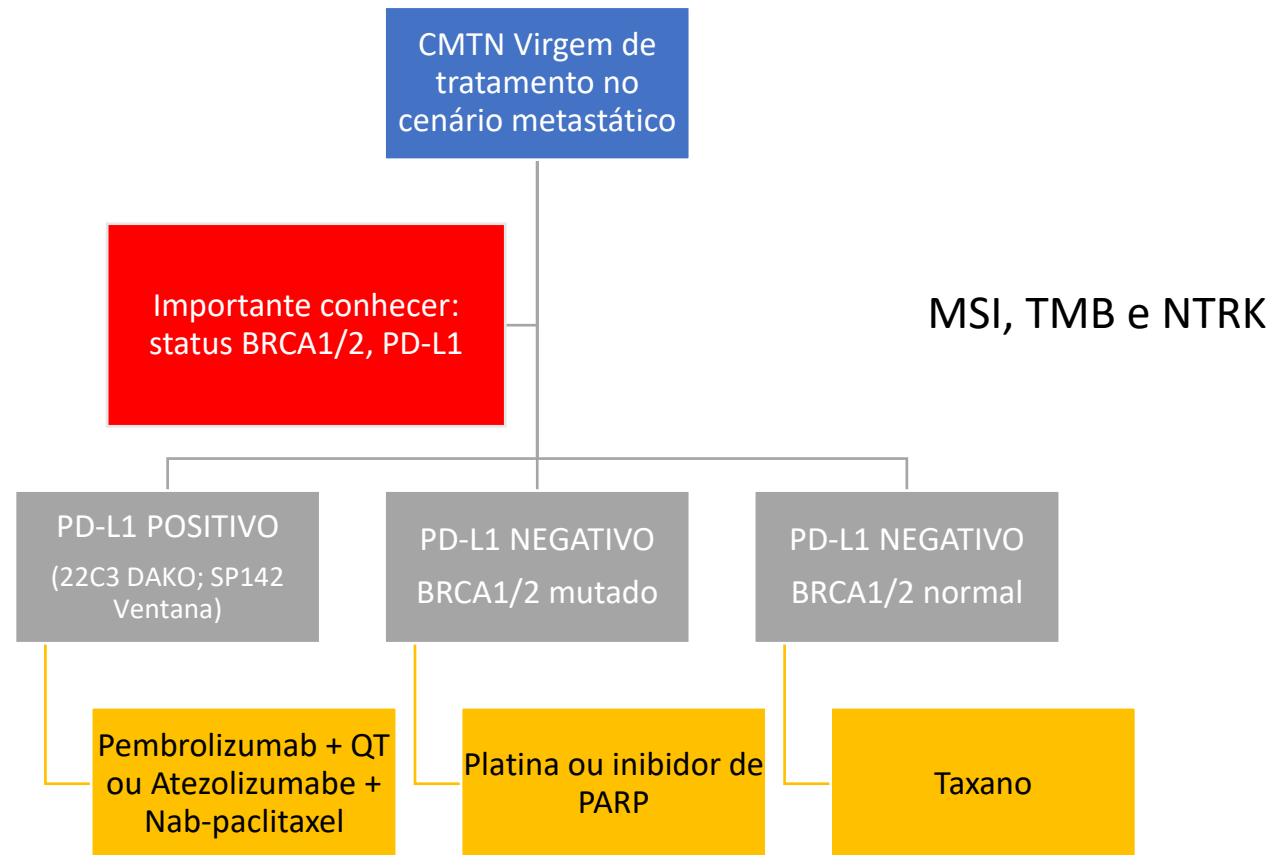 CMTN Virgem de
tratamento no
cenário metastático
Importante conhecer:
status BRCA1/2, PD-L1
MSI, TMB e NTRK
PD-L1 POSITIVO
(22C3 DAKO; SP142
Ventana)
PD-L1 NEGATIVO
BRCA1/2 mutado
PD-L1 NEGATIVO
BRCA1/2 normal
Pembrolizumab + QT
ou Atezolizumabe +
Nab-paclitaxel
Platina ou inibidor de
PARP
Taxano